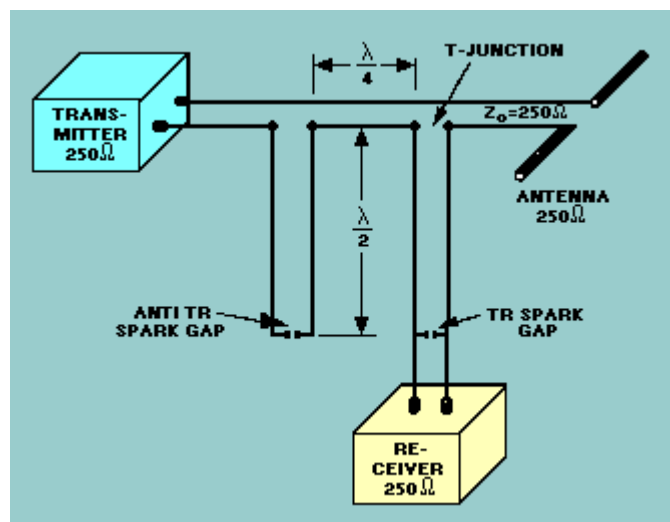 T-JUNCTION
λ
4
TRANS-
MITTER
250Ω
Z₀=250Ω
ANTENNA
250Ω
λ
2
ANTI TR
SPARK GAP
TR SPARK
GAP
RE-
CEIVER
250Ω